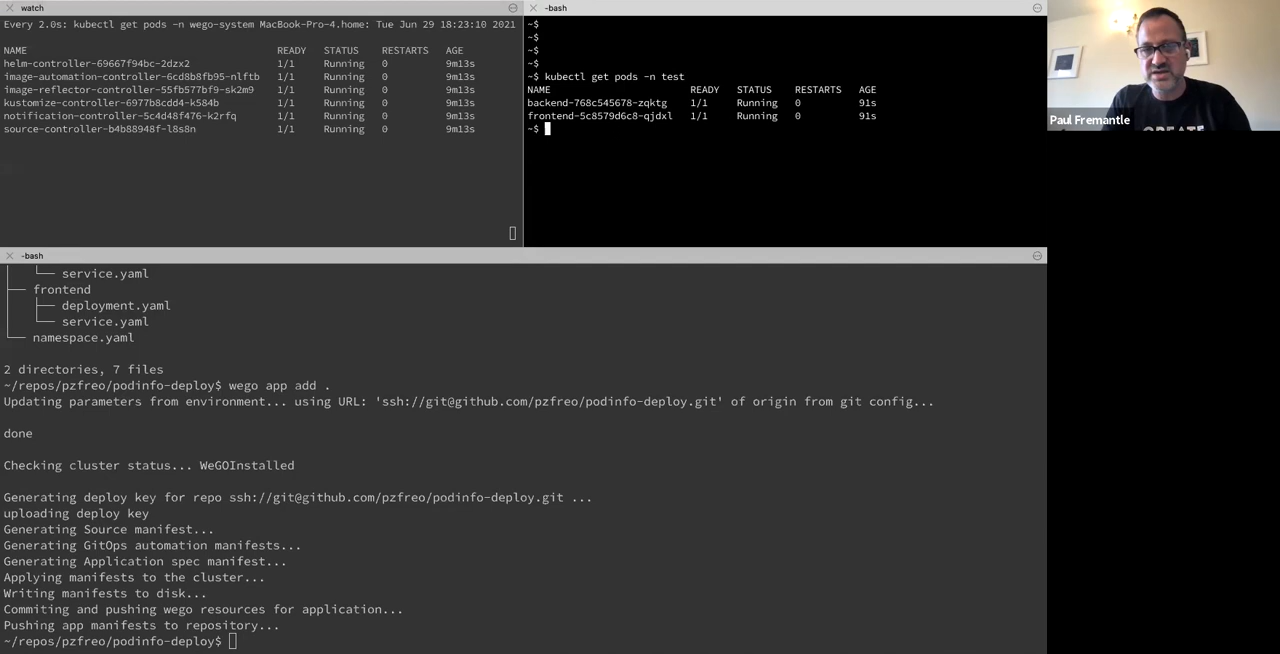 watch
Every 2.0s: kubectl get pods -n wego-system MacBook-Pro-4.home: Tue Jun 29 18:23:10 2021
NAME READY STATUS RESTARTS AGE
helm-controller-69667f94bc-2dzx2 1/1 Running 0 9m13s
image-automation-controller-6cd8b8fb95-nlftb 1/1 Running 0 9m13s
image-reflector-controller-55fb577bf9-sk2m9 1/1 Running 0 9m13s
kustomize-controller-6977b8cdd4-k584b 1/1 Running 0 9m13s
notification-controller-5c4d48f476-k2rfq 1/1 Running 0 9m13s
source-controller-b4b88948f-l8s8n 1/1 Running 0 9m13s
-bash
~$
~$
~$
~$
~$ kubectl get pods -n test
NAME READY STATUS RESTARTS AGE
backend-768c545678-zqktg 1/1 Running 0 91s
frontend-5c8579d6c8-qjdxl 1/1 Running 0 91s
~$
Paul Fremantle
CREATE
-bash
│   └── service.yaml
├── frontend
│   ├── deployment.yaml
│   └── service.yaml
└── namespace.yaml
2 directories, 7 files
~/repos/pzfreo/podinfo-deploy$ wego app add .
Updating parameters from environment... using URL: 'ssh://git@github.com/pzfreo/podinfo-deploy.git' of origin from git config...
done
Checking cluster status... WeGOInstalled
Generating deploy key for repo ssh://git@github.com/pzfreo/podinfo-deploy.git ...
uploading deploy key
Generating Source manifest...
Generating GitOps automation manifests...
Generating Application spec manifest...
Applying manifests to the cluster...
Writing manifests to disk...
Commiting and pushing wego resources for application...
Pushing app manifests to repository...
~/repos/pzfreo/podinfo-deploy$